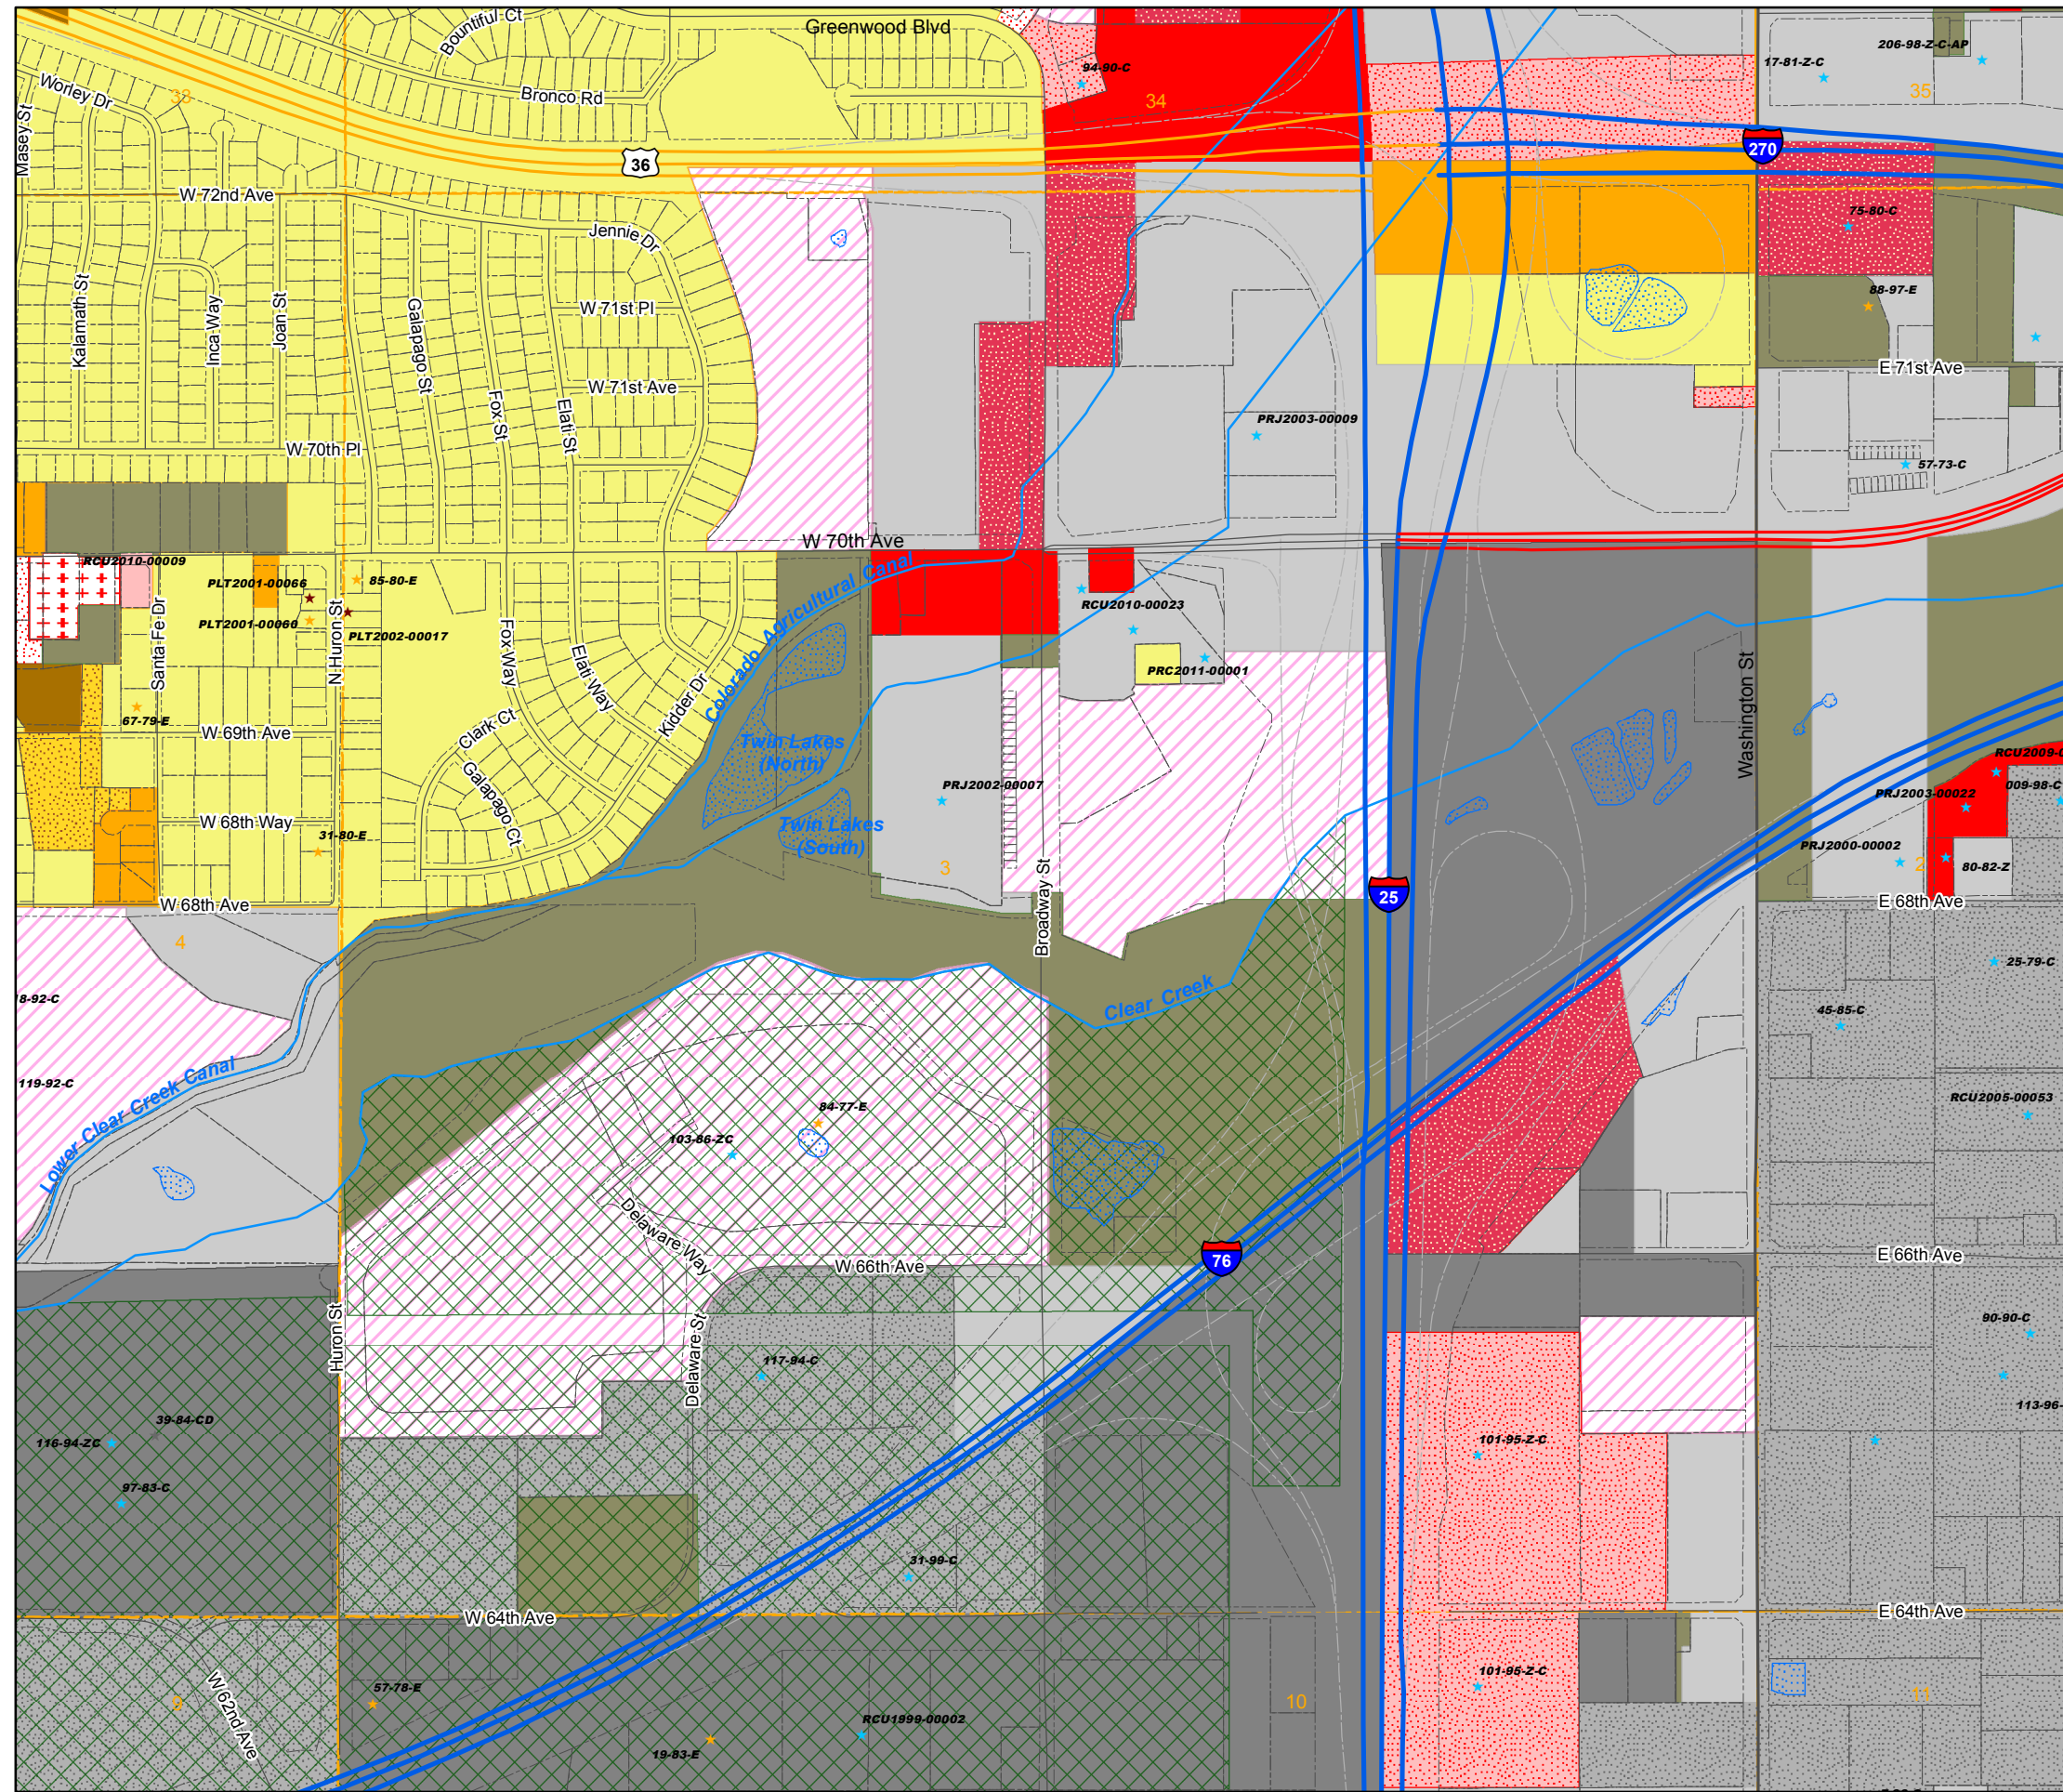 Greenwood Blvd
Bountiful Ct
206-98-Z-C-AP
17-81-Z-C
94-90-C
Worley Dr
33
Bronco Rd
34
35
Masey St
36
270
W 72nd Ave
75-80-C
Jennie Dr
88-97-E
Kalamath St
Inca Way
Joan St
Galapago St
W 71st Pl
E 71st Ave
W 71st Ave
Fox St
Elati St
PRJ2003-00009
W 70th Pl
57-73-C
W 70th Ave
RCU2010-00009
PLT2001-00066
85-80-E
Colorado Agricultural Canal
RCU2010-00023
PLT2001-00060
PLT2002-00017
Santa Fe Dr
N Huron St
Fox Way
Elati Way
Kidder Dr
PRC2011-00001
Washington St
67-79-E
W 69th Ave
Clark Ct
Twin Lakes
(North)
RCU2009-0
PRJ2002-00007
009-98-C
PRJ2003-00022
Galapago Ct
W 68th Way
31-80-E
Twin Lakes
(South)
PRJ2000-00002
2
80-82-Z
3
25
W 68th Ave
E 68th Ave
Broadway St
4
25-79-C
8-92-C
Clear Creek
45-85-C
119-92-C
Lower Clear Creek Canal
84-77-E
RCU2005-00053
103-86-ZC
Delaware Way
W 66th Ave
76
E 66th Ave
Huron St
90-90-C
Delaware St
117-94-C
113-96-
39-84-CD
116-94-ZC
101-95-Z-C
97-83-C
31-99-C
W 64th Ave
E 64th Ave
101-95-Z-C
57-78-E
9
W 62nd Ave
10
11
RCU1999-00002
19-83-E